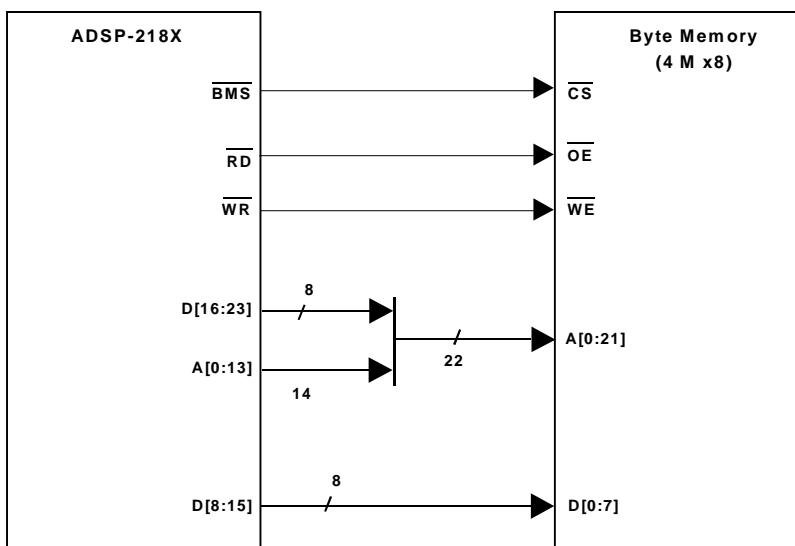 ADSP-218X
Byte Memory
(4 M x8)
BMS
CS
RD
OE
WR
WE
D[16:23]
8
A[0:21]
22
A[0:13]
14
8
D[8:15]
D[0:7]